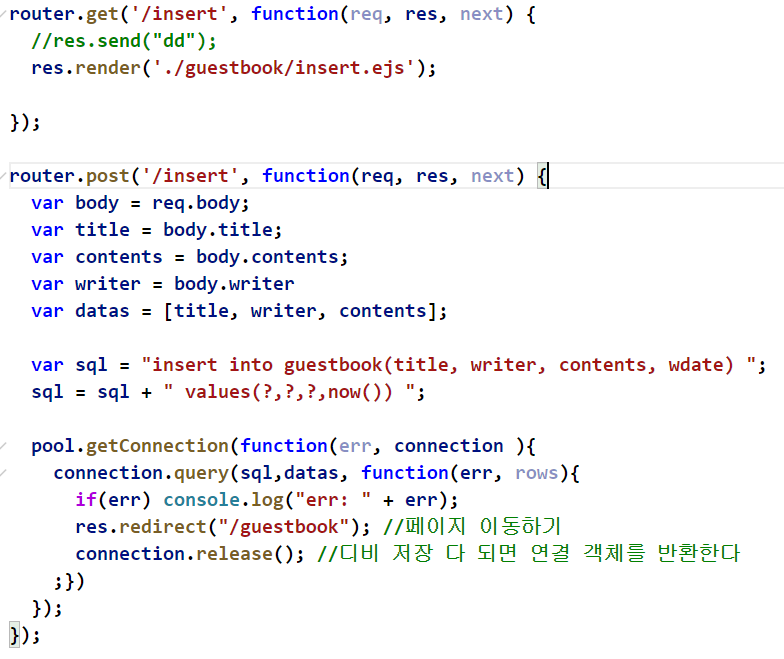 router.get('/insert', function(req, res, next) {
  //res.send("dd");
  res.render('./guestbook/insert.ejs');

});

router.post('/insert', function(req, res, next) {
  var body = req.body;
  var title = body.title;
  var contents = body.contents;
  var writer = body.writer
  var datas = [title, writer, contents];

  var sql = "insert into guestbook(title, writer, contents, wdate) ";
  sql = sql + " values(?,?,?,now()) ";

  pool.getConnection(function(err, connection ){
    connection.query(sql,datas, function(err, rows){
      if(err) console.log("err: " + err);
      res.redirect("/guestbook"); //페이지 이동하기
      connection.release(); //디비 저장 다 되면 연결 객체를 반환한다
    ;})
  });
});